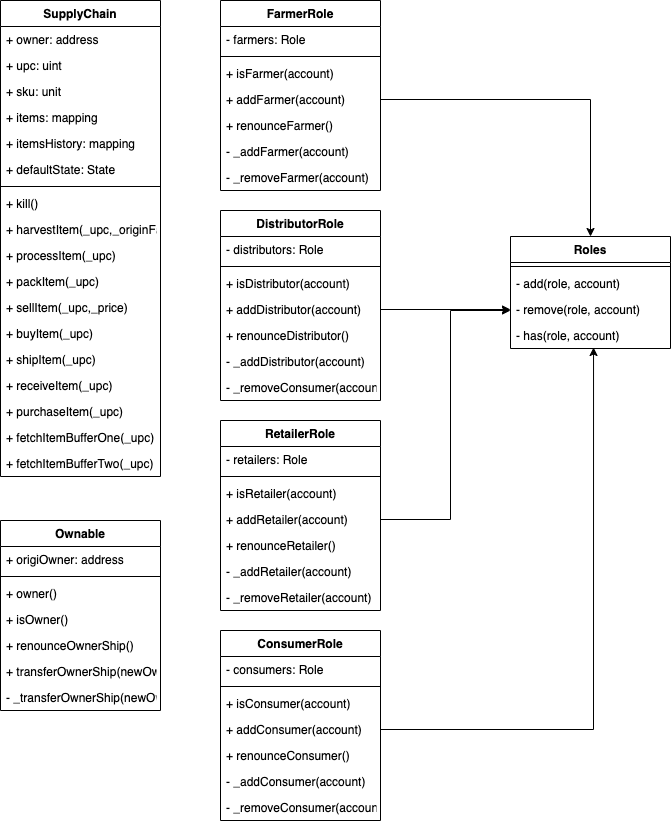 SupplyChain
+ owner: address
+ upc: uint
+ sku: unit
+ items: mapping
+ itemsHistory: mapping
+ defaultState: State
+ kill()
+ harvestItem(_upc,_originF
+ processItem(_upc)
+ packItem(_upc)
+ sellItem(_upc,_price)
+ buyItem(_upc)
+ shipItem(_upc)
+ receiveItem(_upc)
+ purchaseItem(_upc)
+ fetchItemBufferOne(_upc)
+ fetchItemBufferTwo(_upc)
Ownable
+ origiOwner: address
+ owner()
+ isOwner()
+ renounceOwnerShip()
+ transferOwnerShip(newOw
- _transferOwnerShip(newO
FarmerRole
- farmers: Role
+ isFarmer(account)
+ addFarmer(account)
+ renounceFarmer()
- _addFarmer(account)
- _removeFarmer(account)
DistributorRole
- distributors: Role
+ isDistributor(account)
+ addDistributor(account)
+ renounceDistributor()
- _addDistributor(account)
- _removeConsumer(accoun
RetailerRole
- retailers: Role
+ isRetailer(account)
+ addRetailer(account)
+ renounceRetailer()
- _addRetailer(account)
- _removeRetailer(account)
ConsumerRole
- consumers: Role
+ isConsumer(account)
+ addConsumer(account)
+ renounceConsumer()
- _addConsumer(account)
- _removeConsumer(accoun
Roles
- add(role, account)
- remove(role, account)
- has(role, account)